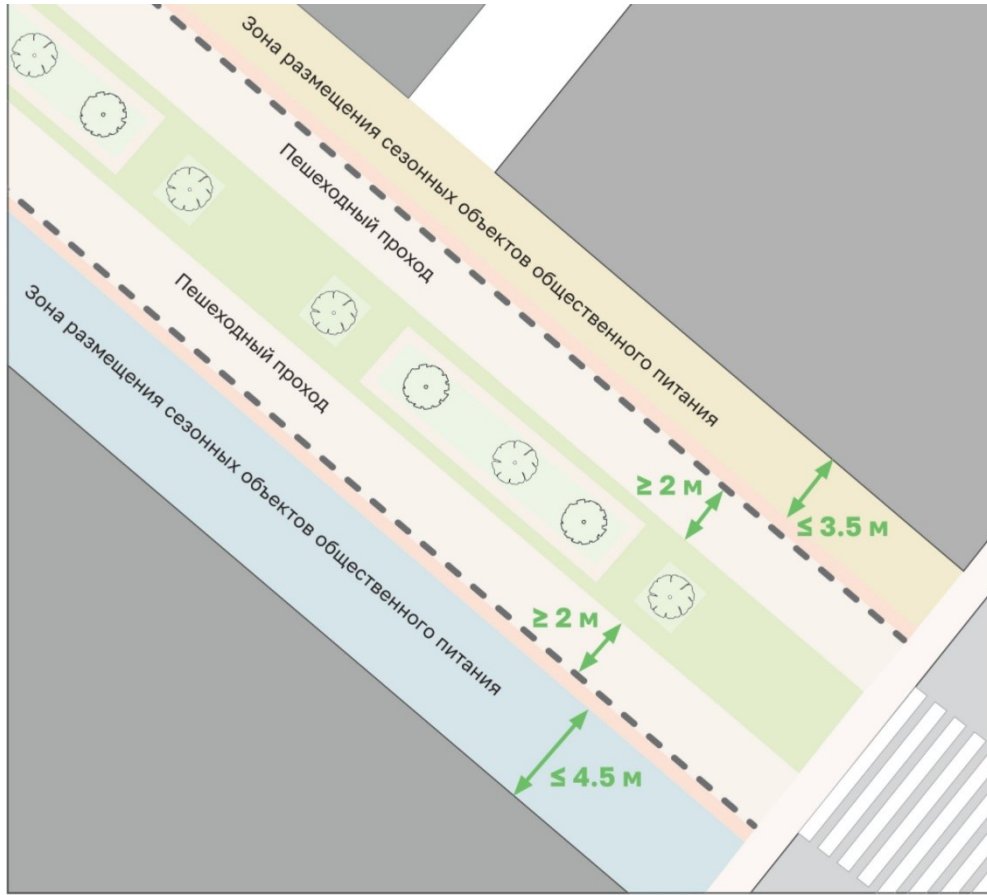 Зона размещения сезонных объектов общественного питания
Пешеходный проход
Пешеходный проход
Зона размещения сезонных объектов общественного питания
≥ 2 м
≤ 3.5 м
≥ 2 м
≤ 4.5 м